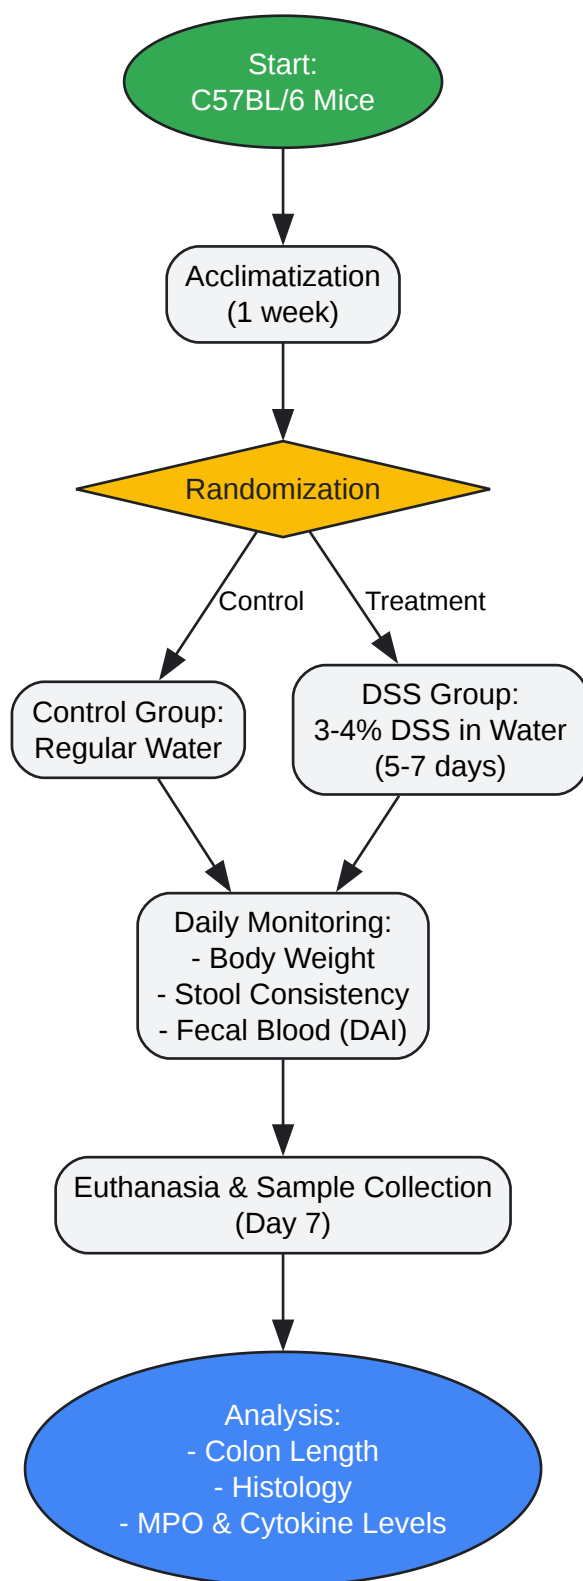 Start:
C57BL/6 Mice
Acclimatization
(1 week)
Randomization
Control
Treatment
Control Group:
Regular Water
DSS Group:
3-4% DSS in Water
(5-7 days)
Daily Monitoring:
- Body Weight
- Stool Consistency
- Fecal Blood (DAI)
Euthanasia & Sample Collection
(Day 7)
Analysis:
- Colon Length
- Histology
- MPO & Cytokine Levels